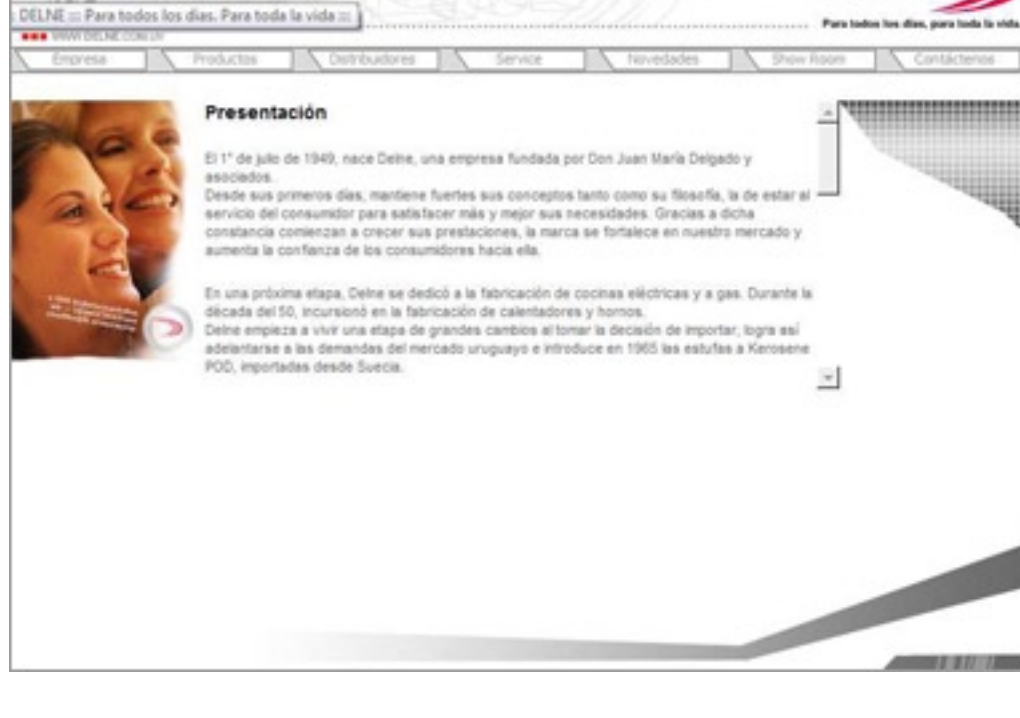 DELNE ::: Para todos los días. Para toda la vida :::
Para todos los días, para toda la vida.
WWW.DELNE.COM.UY
Empresa
Productos
Distribuidores
Service
Novedades
Show Room
Contáctenos
Presentación
El 1° de julio de 1949, nace Delne, una empresa fundada por Don Juan María Delgado y
asociados.
Desde sus primeros días, mantiene fuertes sus conceptos tanto como su filosofía, la de estar al
servicio del consumidor para satisfacer más y mejor sus necesidades. Gracias a dicha
constancia comienzan a crecer sus prestaciones, la marca se fortalece en nuestro mercado y
aumenta la confianza de los consumidores hacia ella.
En una próxima etapa, Delne se dedicó a la fabricación de cocinas eléctricas y a gas. Durante la
década del 50, incursionó en la fabricación de calentadores y hornos.
Delne empieza a vivir una etapa de grandes cambios al tomar la decisión de importar, logra así
adelantarse a las demandas del mercado uruguayo e introduce en 1965 las estufas a Kerosene
POD, importadas desde Suecia.